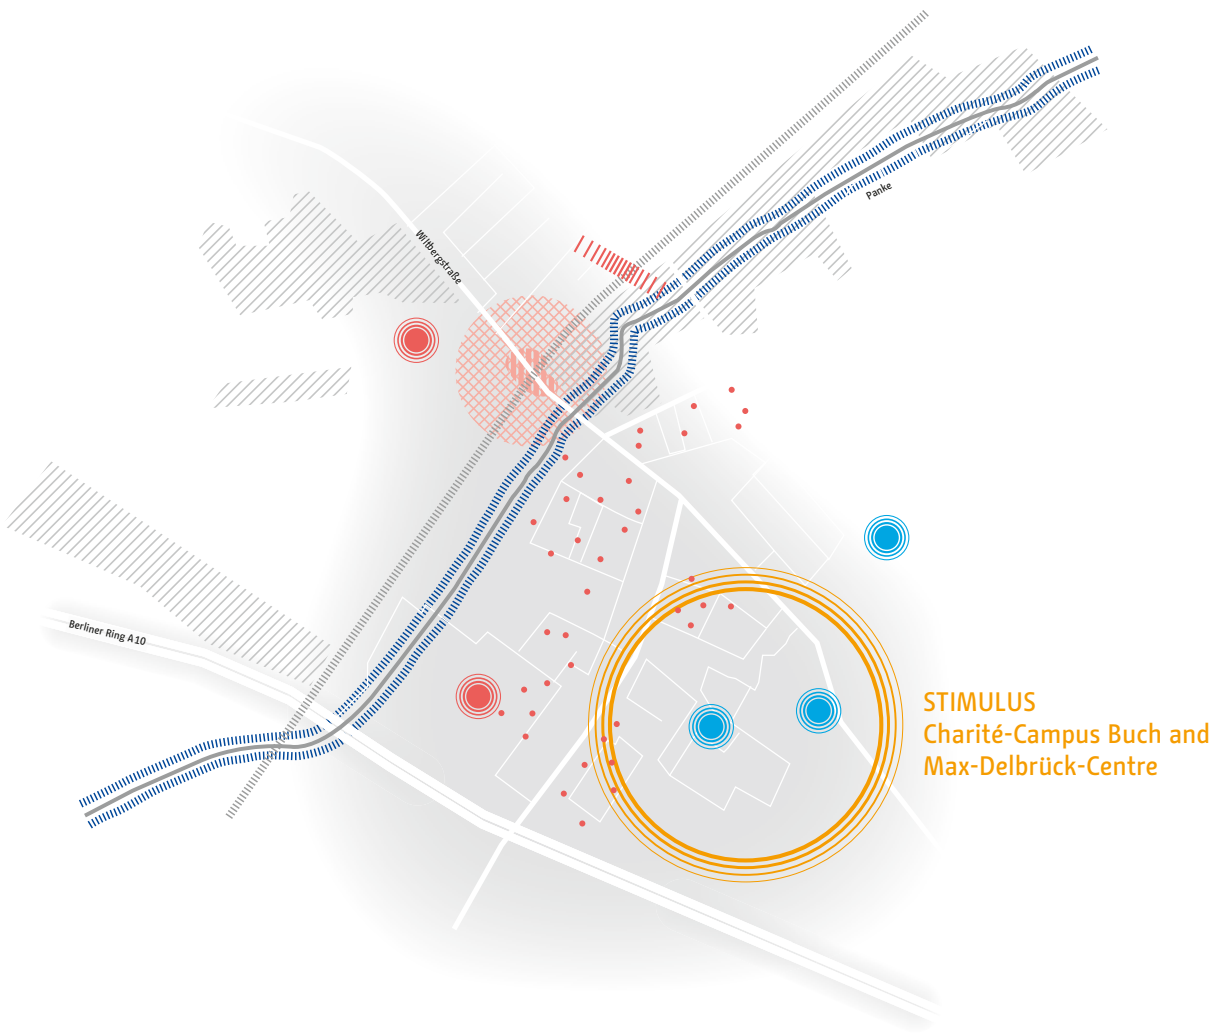 Panke
Wiltbergstraße
Berliner Ring A10
STIMULUS
Charité-Campus Buch and
Max-Delbrück-Centre